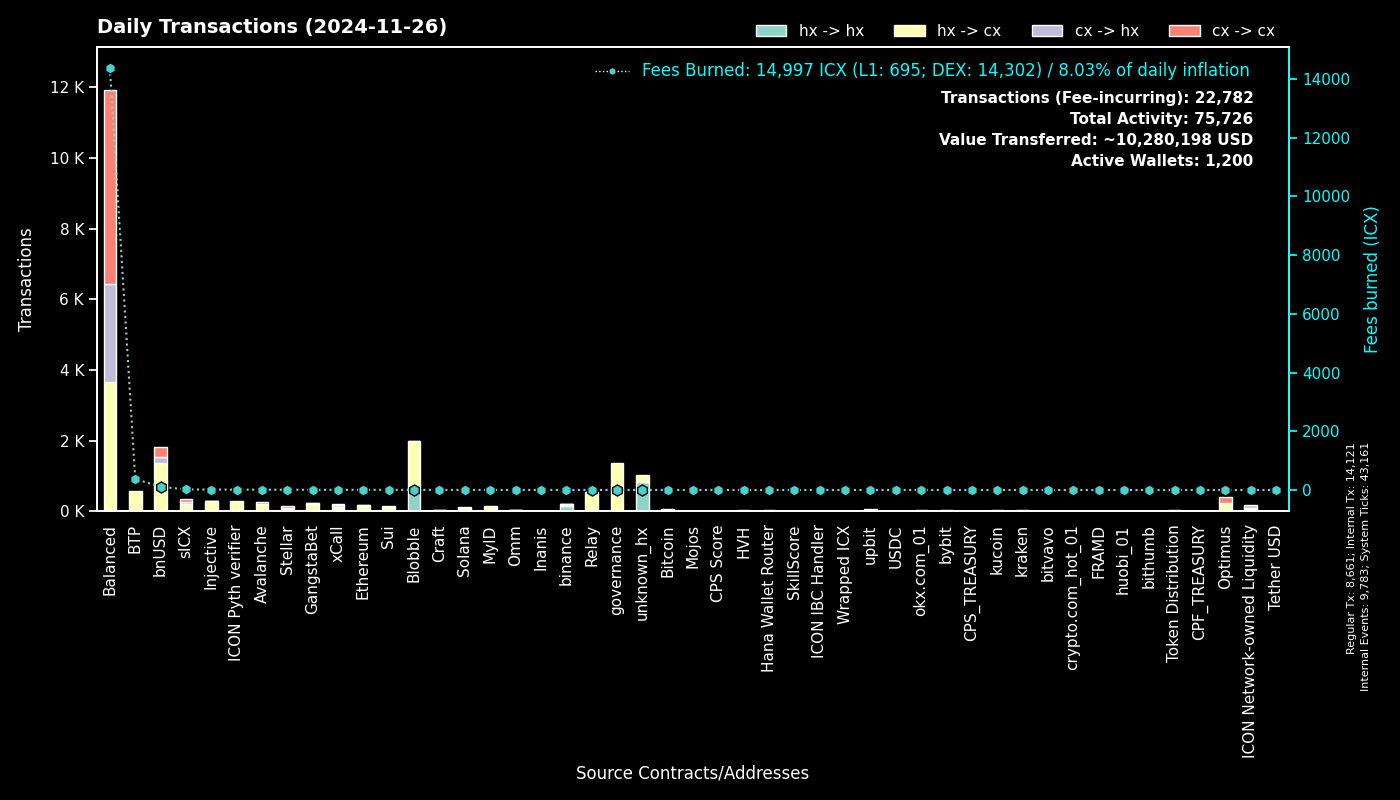 Daily Transactions (2024-11-26)
hx -> hx
hx -> cx
cx -> hx
cx -> cx
Fees Burned: 14,997 ICX (L1: 695; DEX: 14,302) / 8.03% of daily inflation
Transactions (Fee-incurring): 22,782
Total Activity: 75,726
Value Transferred: ~10,280,198 USD
Active Wallets: 1,200
Transactions
12 K
10 K
8 K
6 K
4 K
2 K
0 K
14000
12000
10000
8000
6000
4000
2000
0
Fees burned (ICX)
Regular Tx: 8,661; Internal Tx: 14,121
Internal Events: 9,783; System Ticks: 43,161
Balanced
BTP
bnUSD
sICX
Injective
ICON Pyth verifier
Avalanche
Stellar
GangstaBet
xCall
Ethereum
Sui
Blobble
Craft
Solana
MyID
Omm
Inanis
binance
Relay
governance
unknown_hx
Bitcoin
Mojos
CPS Score
HVH
Hana Wallet Router
SkillScore
ICON IBC Handler
Wrapped ICX
upbit
USDC
okx.com_01
bybit
CPS_TREASURY
kucoin
kraken
bitvavo
crypto.com_hot_01
FRAMD
huobi_01
bithumb
Token Distribution
CPF_TREASURY
Optimus
ICON Network-owned Liquidity
Tether USD
Source Contracts/Addresses